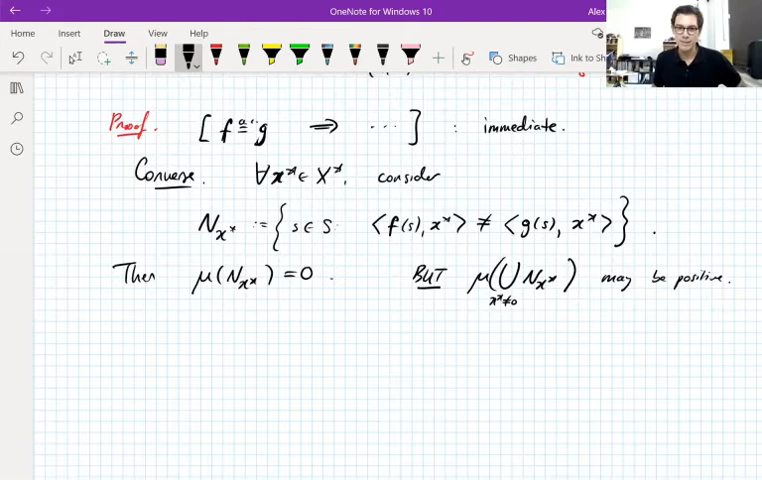 OneNote for Windows 10
Alex
Home Insert Draw View Help
Shapes
Ink to Sh
Proof. [ f a.e.= g ⇒ ... ] : immediate.
Converse. ∀x*∈ X*, consider
N_x* := { s ∈ S: <f(s), x*> ≠ <g(s), x*> } .
Then μ(N_x*) = 0 . BUT μ(⋃_{x*≠0} N_x*) may be positive.